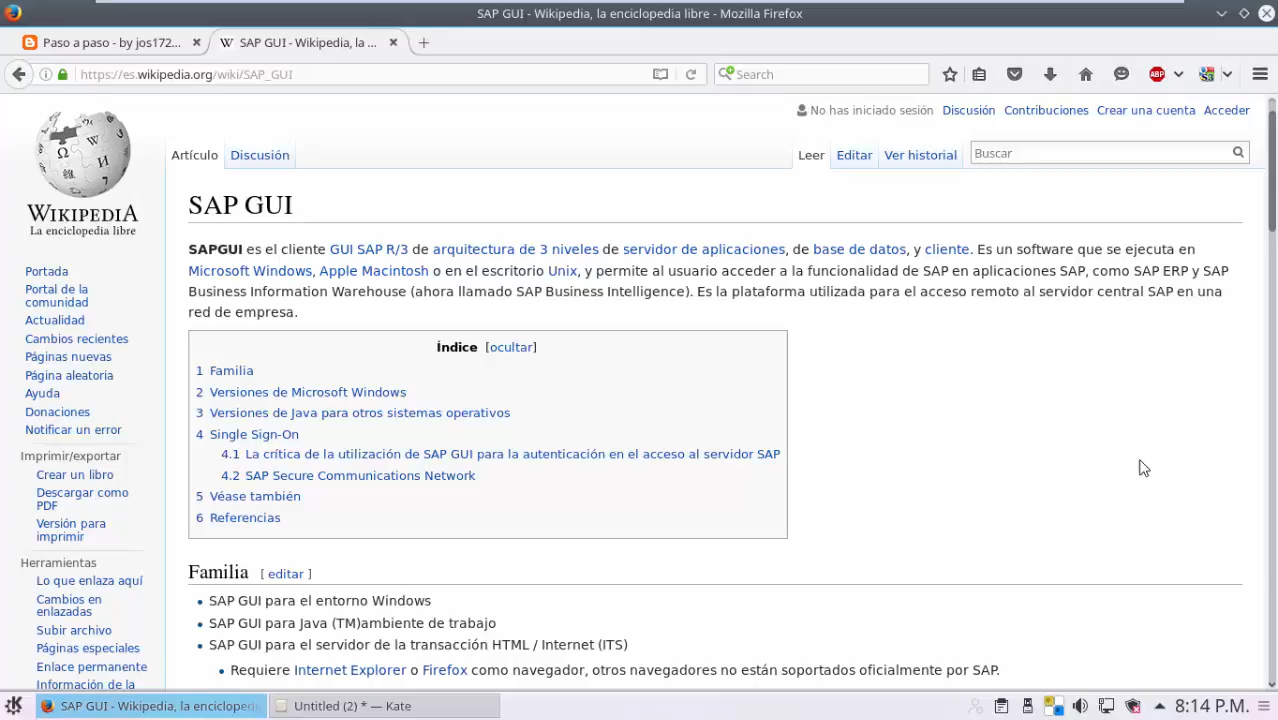 SAP GUI - Wikipedia, la enciclopedia libre - Mozilla Firefox
Paso a paso - by jos172...
W SAP GUI - Wikipedia, la ...
https://es.wikipedia.org/wiki/SAP_GUI
Search
ABP
No has iniciado sesión Discusión Contribuciones Crear una cuenta Acceder
Artículo Discusión Leer Editar Ver historial Buscar
WIKIPEDIA
La enciclopedia libre
Portada
Portal de la
comunidad
Actualidad
Cambios recientes
Páginas nuevas
Página aleatoria
Ayuda
Donaciones
Notificar un error
Imprimir/exportar
Crear un libro
Descargar como
PDF
Versión para
imprimir
Herramientas
Lo que enlaza aquí
Cambios en
enlazadas
Subir archivo
Páginas especiales
Enlace permanente
Información de la
SAP GUI
SAPGUI es el cliente GUI SAP R/3 de arquitectura de 3 niveles de servidor de aplicaciones, de base de datos, y cliente. Es un software que se ejecuta en
Microsoft Windows, Apple Macintosh o en el escritorio Unix, y permite al usuario acceder a la funcionalidad de SAP en aplicaciones SAP, como SAP ERP y SAP
Business Information Warehouse (ahora llamado SAP Business Intelligence). Es la plataforma utilizada para el acceso remoto al servidor central SAP en una
red de empresa.
Índice [ocultar]
1 Familia
2 Versiones de Microsoft Windows
3 Versiones de Java para otros sistemas operativos
4 Single Sign-On
4.1 La crítica de la utilización de SAP GUI para la autenticación en el acceso al servidor SAP
4.2 SAP Secure Communications Network
5 Véase también
6 Referencias
Familia [ editar ]
SAP GUI para el entorno Windows
SAP GUI para Java (TM)ambiente de trabajo
SAP GUI para el servidor de la transacción HTML / Internet (ITS)
Requiere Internet Explorer o Firefox como navegador, otros navegadores no están soportados oficialmente por SAP.
SAP GUI - Wikipedia, la encicloped
Untitled (2) * — Kate
8:14 P.M.